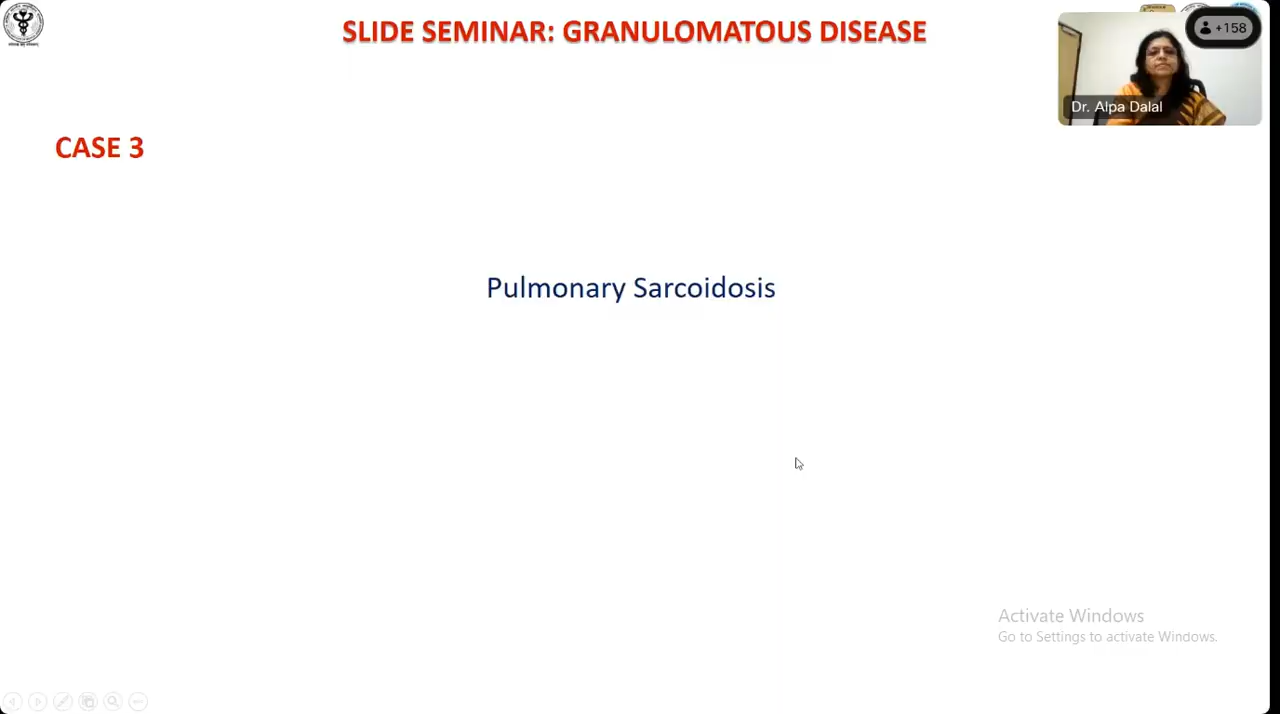 SLIDE SEMINAR: GRANULOMATOUS DISEASE
+158
Dr. Alpa Dalal
CASE 3
Pulmonary Sarcoidosis
Activate Windows
Go to Settings to activate Windows.